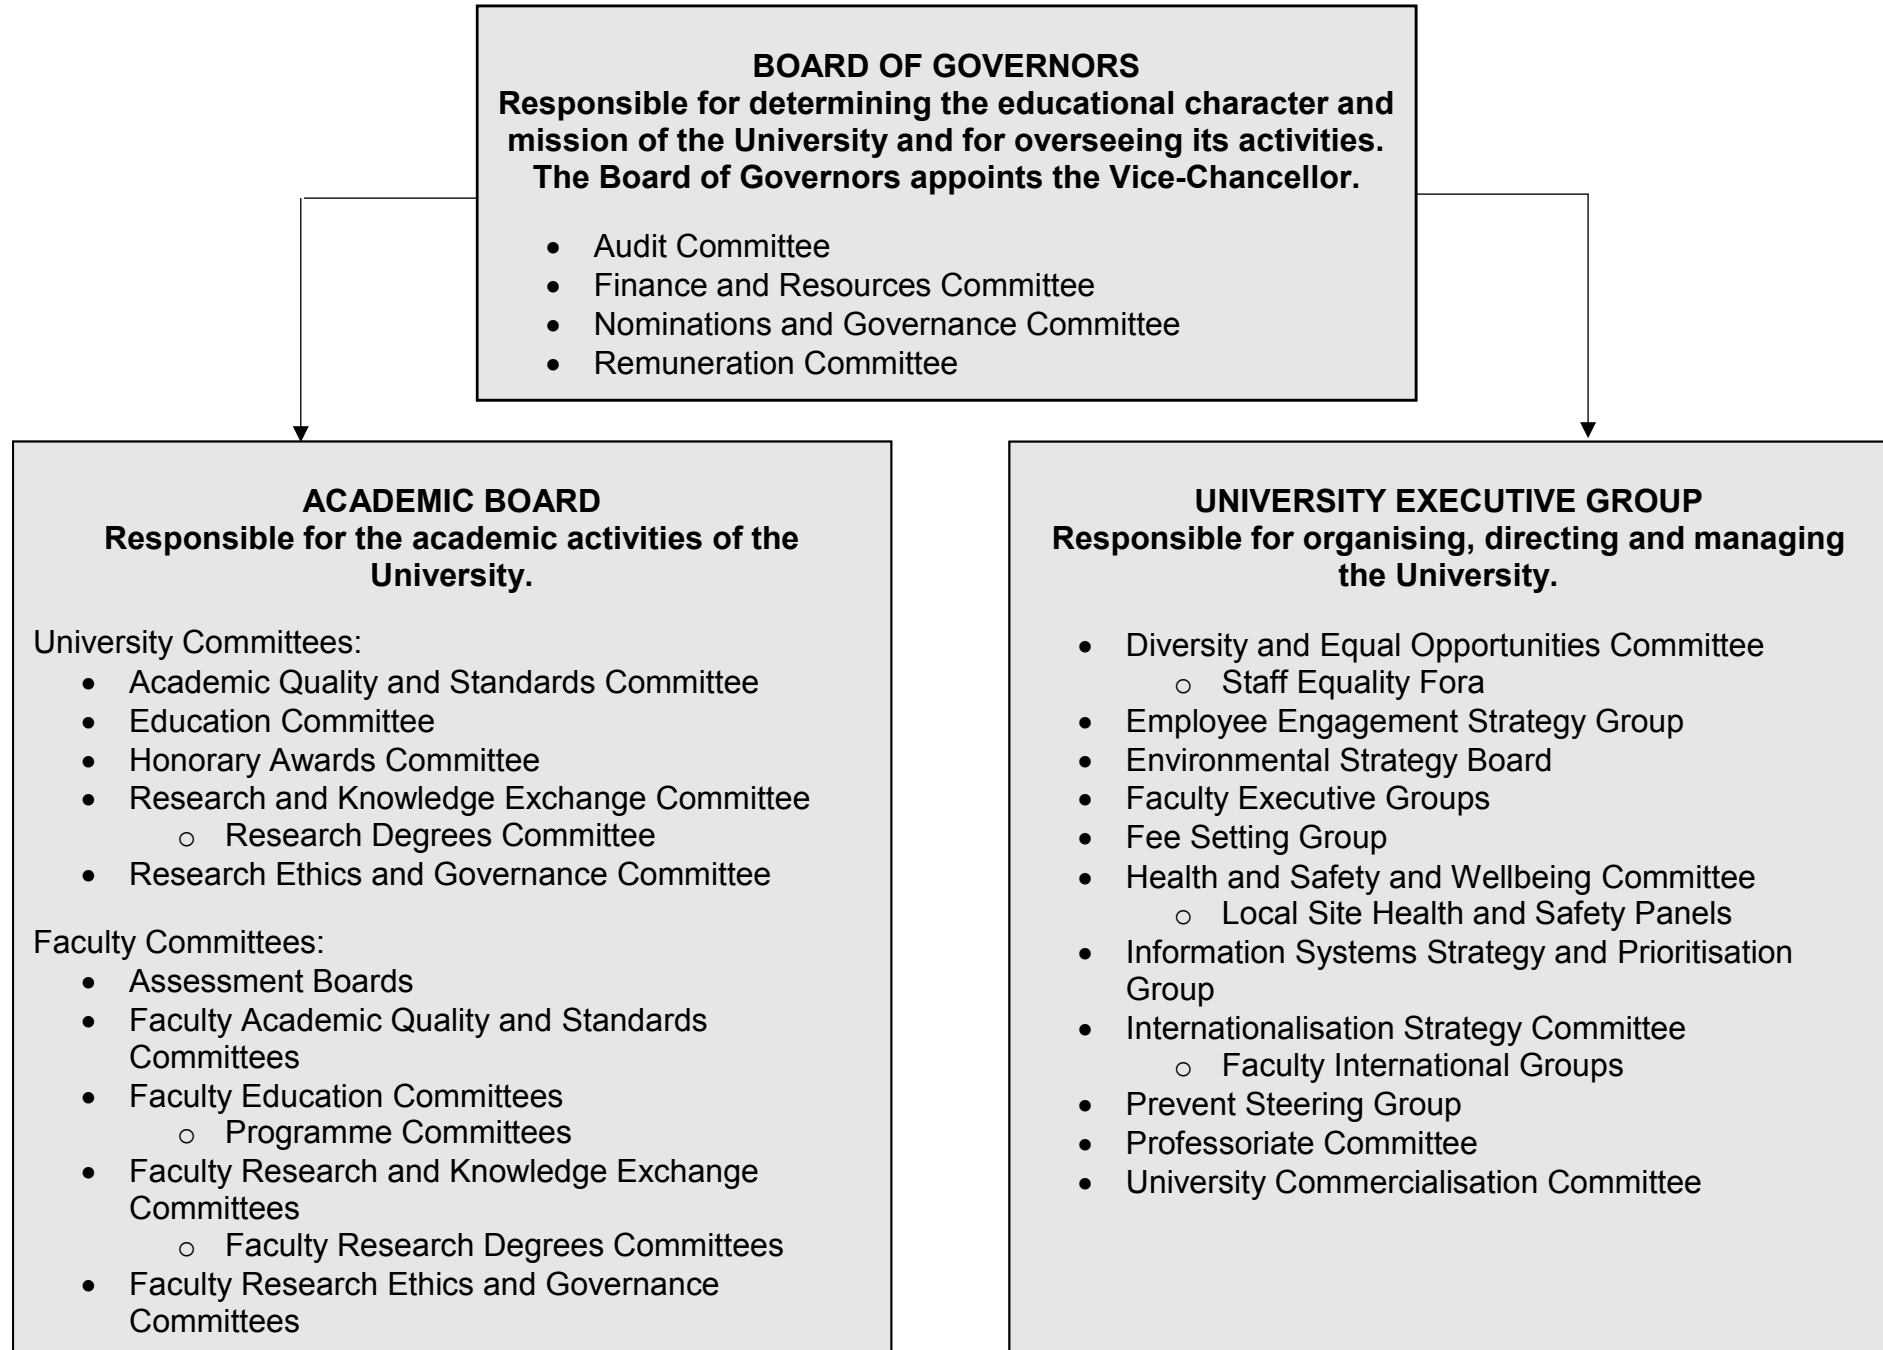 BOARD OF GOVERNORS
Responsible for determining the educational character and
mission of the University and for overseeing its activities.
The Board of Governors appoints the Vice-Chancellor.
• Audit Committee
• Finance and Resources Committee
• Nominations and Governance Committee
• Remuneration Committee
ACADEMIC BOARD
Responsible for the academic activities of the
University.
University Committees:
• Academic Quality and Standards Committee
• Education Committee
• Honorary Awards Committee
• Research and Knowledge Exchange Committee
o Research Degrees Committee
• Research Ethics and Governance Committee
Faculty Committees:
• Assessment Boards
• Faculty Academic Quality and Standards
Committees
• Faculty Education Committees
o Programme Committees
• Faculty Research and Knowledge Exchange
Committees
o Faculty Research Degrees Committees
• Faculty Research Ethics and Governance
Committees
UNIVERSITY EXECUTIVE GROUP
Responsible for organising, directing and managing
the University.
• Diversity and Equal Opportunities Committee
o Staff Equality Fora
• Employee Engagement Strategy Group
• Environmental Strategy Board
• Faculty Executive Groups
• Fee Setting Group
• Health and Safety and Wellbeing Committee
o Local Site Health and Safety Panels
• Information Systems Strategy and Prioritisation
Group
• Internationalisation Strategy Committee
o Faculty International Groups
• Prevent Steering Group
• Professoriate Committee
• University Commercialisation Committee